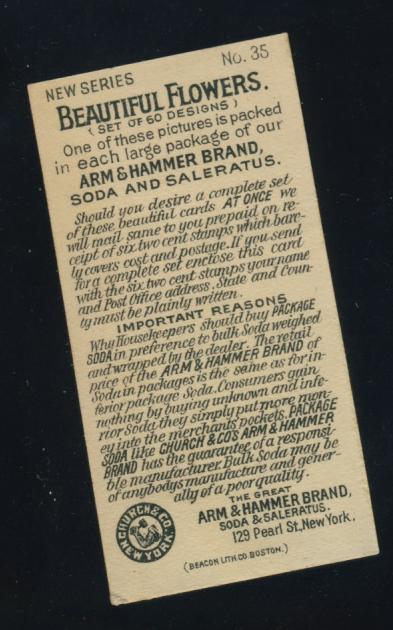 NEW SERIES No. 35
BEAUTIFUL FLOWERS.
(SET OF 60 DESIGNS)
One of these pictures is packed
in each large package of our
ARM & HAMMER BRAND,
SODA AND SALERATUS.
Should you desire a complete set
of these beautiful cards AT ONCE we
will mail same to you prepaid on re-
ceipt of six two cent stamps which bare-
ly covers cost and postage. If you send
for a complete set enclose this card
with the six two cent stamps your name
and Post Office address, State and Coun-
ty must be plainly written.
IMPORTANT REASONS
Why Housekeepers should buy PACKAGE
SODA in preference to bulk Soda weighed
and wrapped by the dealer. The retail
price of the ARM & HAMMER BRAND of
Soda in packages is the same as for in-
ferior package Soda. Consumers gain
nothing by buying unknown and infe-
rior Soda they simply put more mon-
ey into the merchants pockets. PACKAGE
SODA like CHURCH & CO'S ARM & HAMMER
BRAND has the guarantee of a responsi-
ble manufacturer. Bulk Soda may be
of anybodys manufacture and gener-
ally of a poor quality.
THE GREAT
ARM & HAMMER BRAND,
SODA & SALERATUS.
129 Pearl St., New York.
CHURCH & CO.
NEW YORK
(BEACON LITH. CO. BOSTON.)